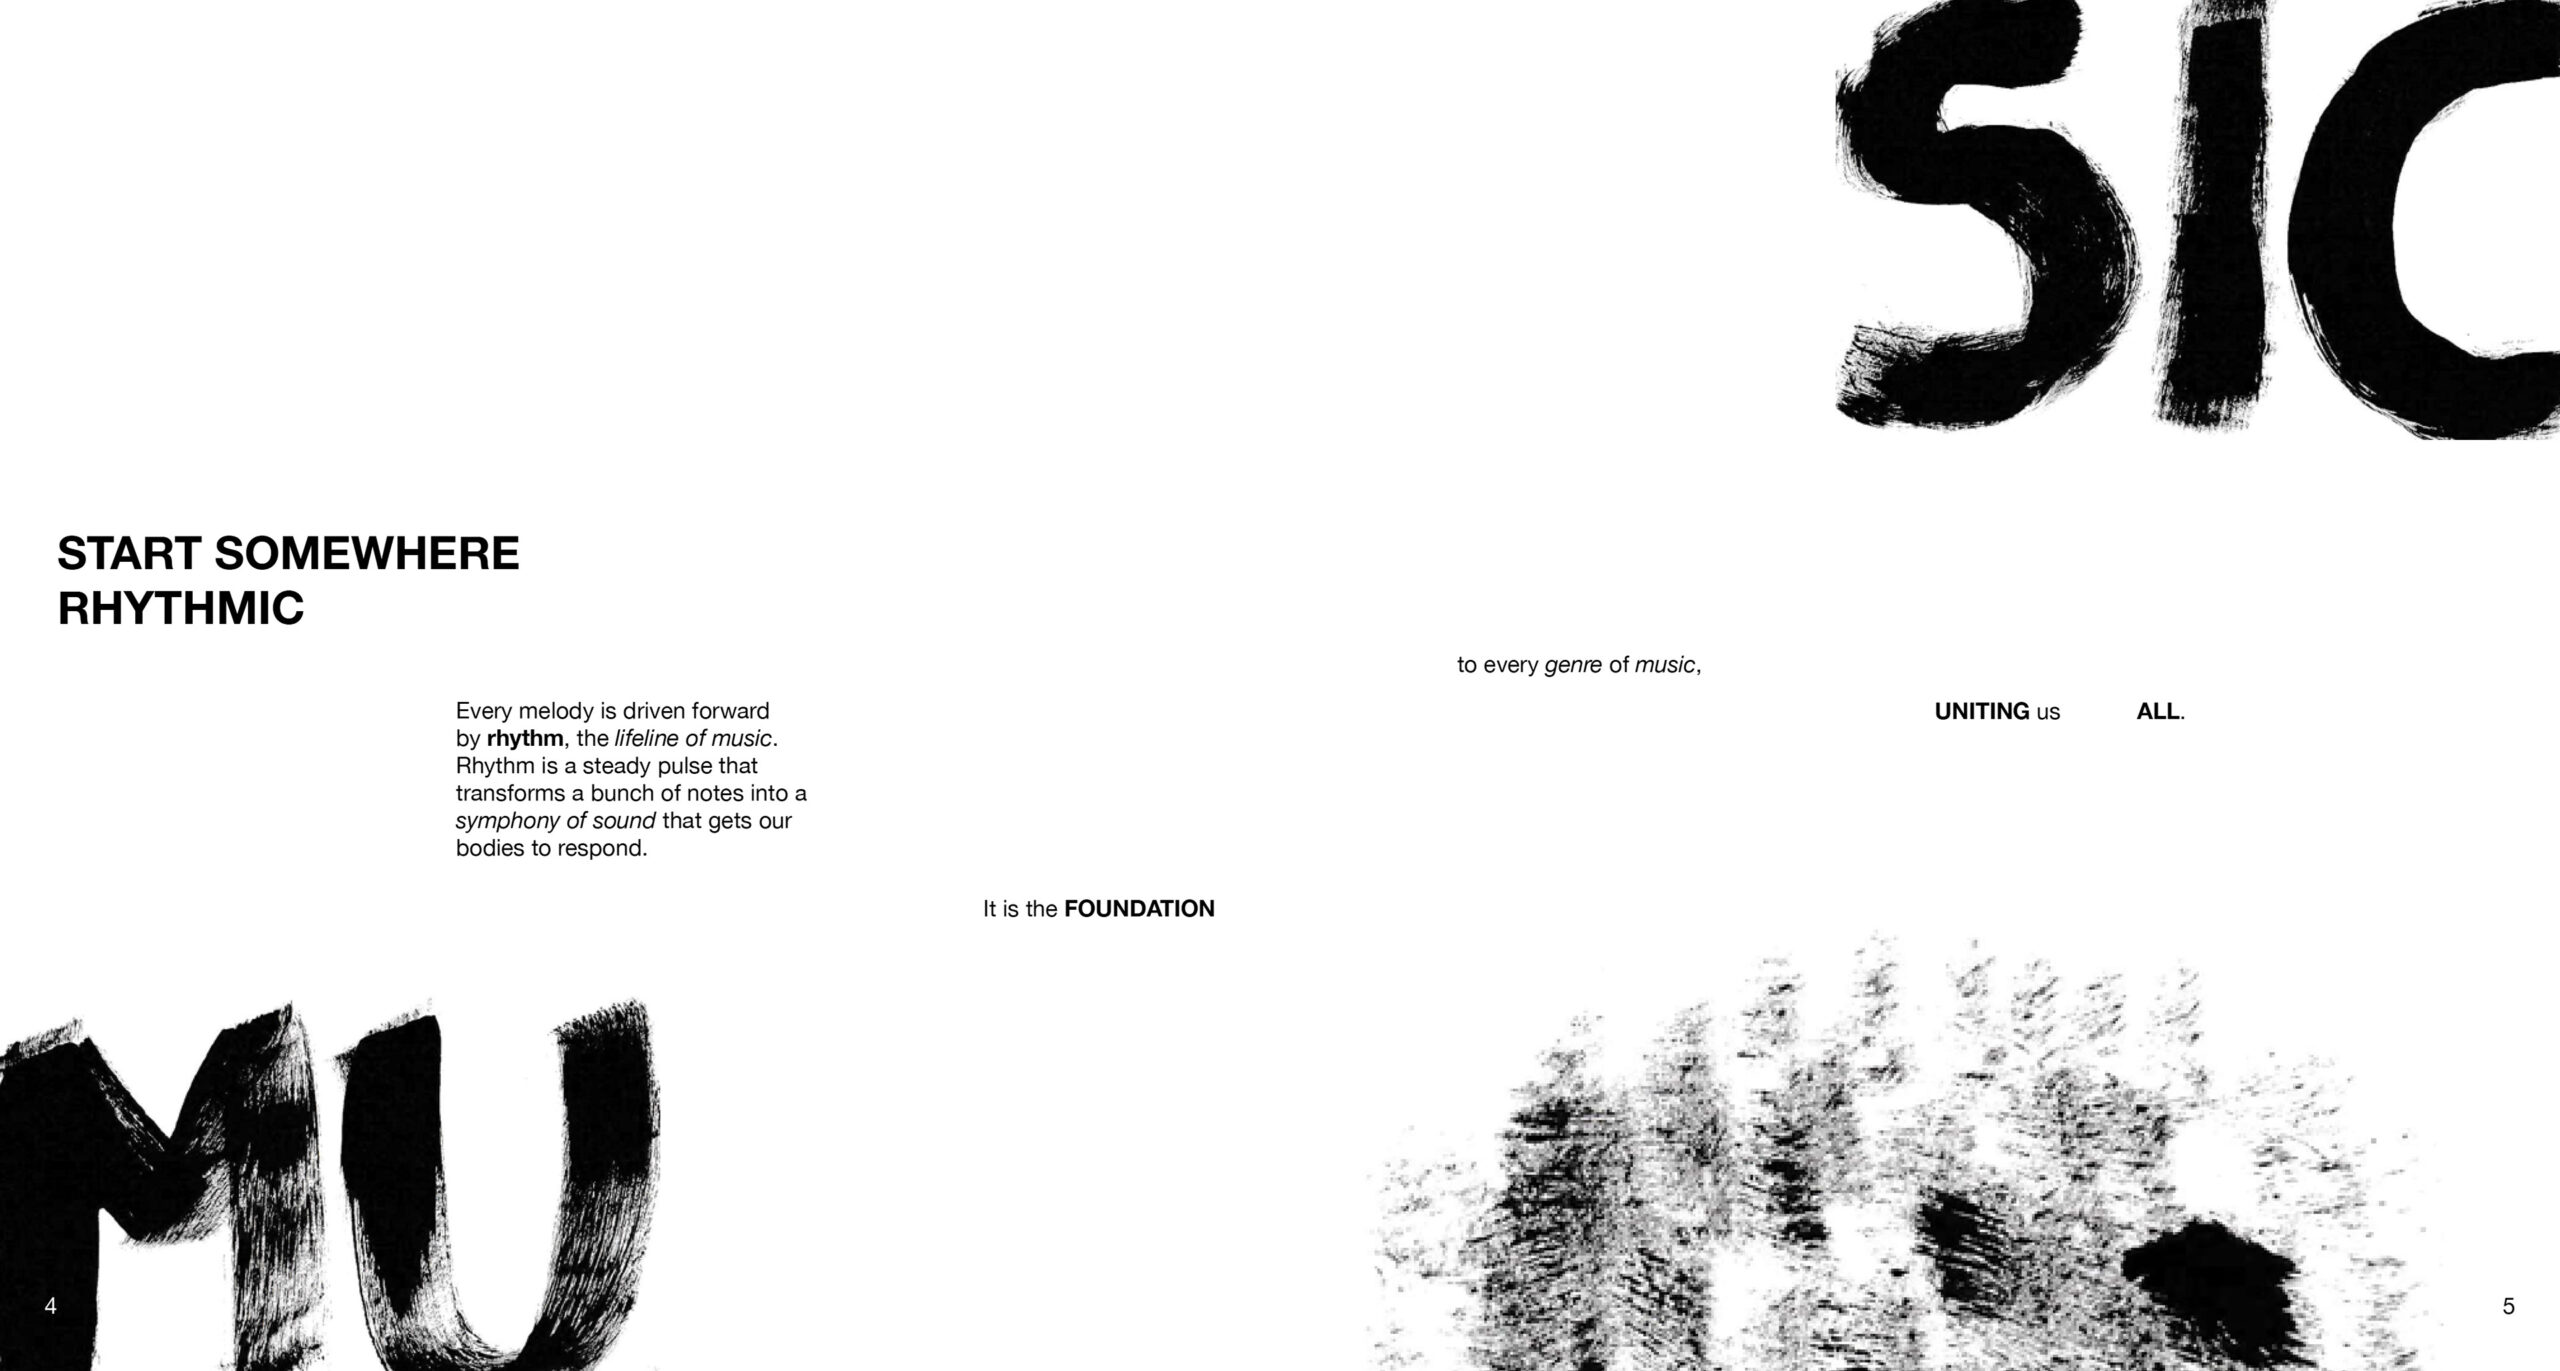 START SOMEWHERE
RHYTHMIC
Every melody is driven forward
by rhythm, the lifeline of music.
Rhythm is a steady pulse that
transforms a bunch of notes into a
symphony of sound that gets our
bodies to respond.
It is the FOUNDATION
MU
4
SIC
to every genre of music,
UNITING us ALL.
5